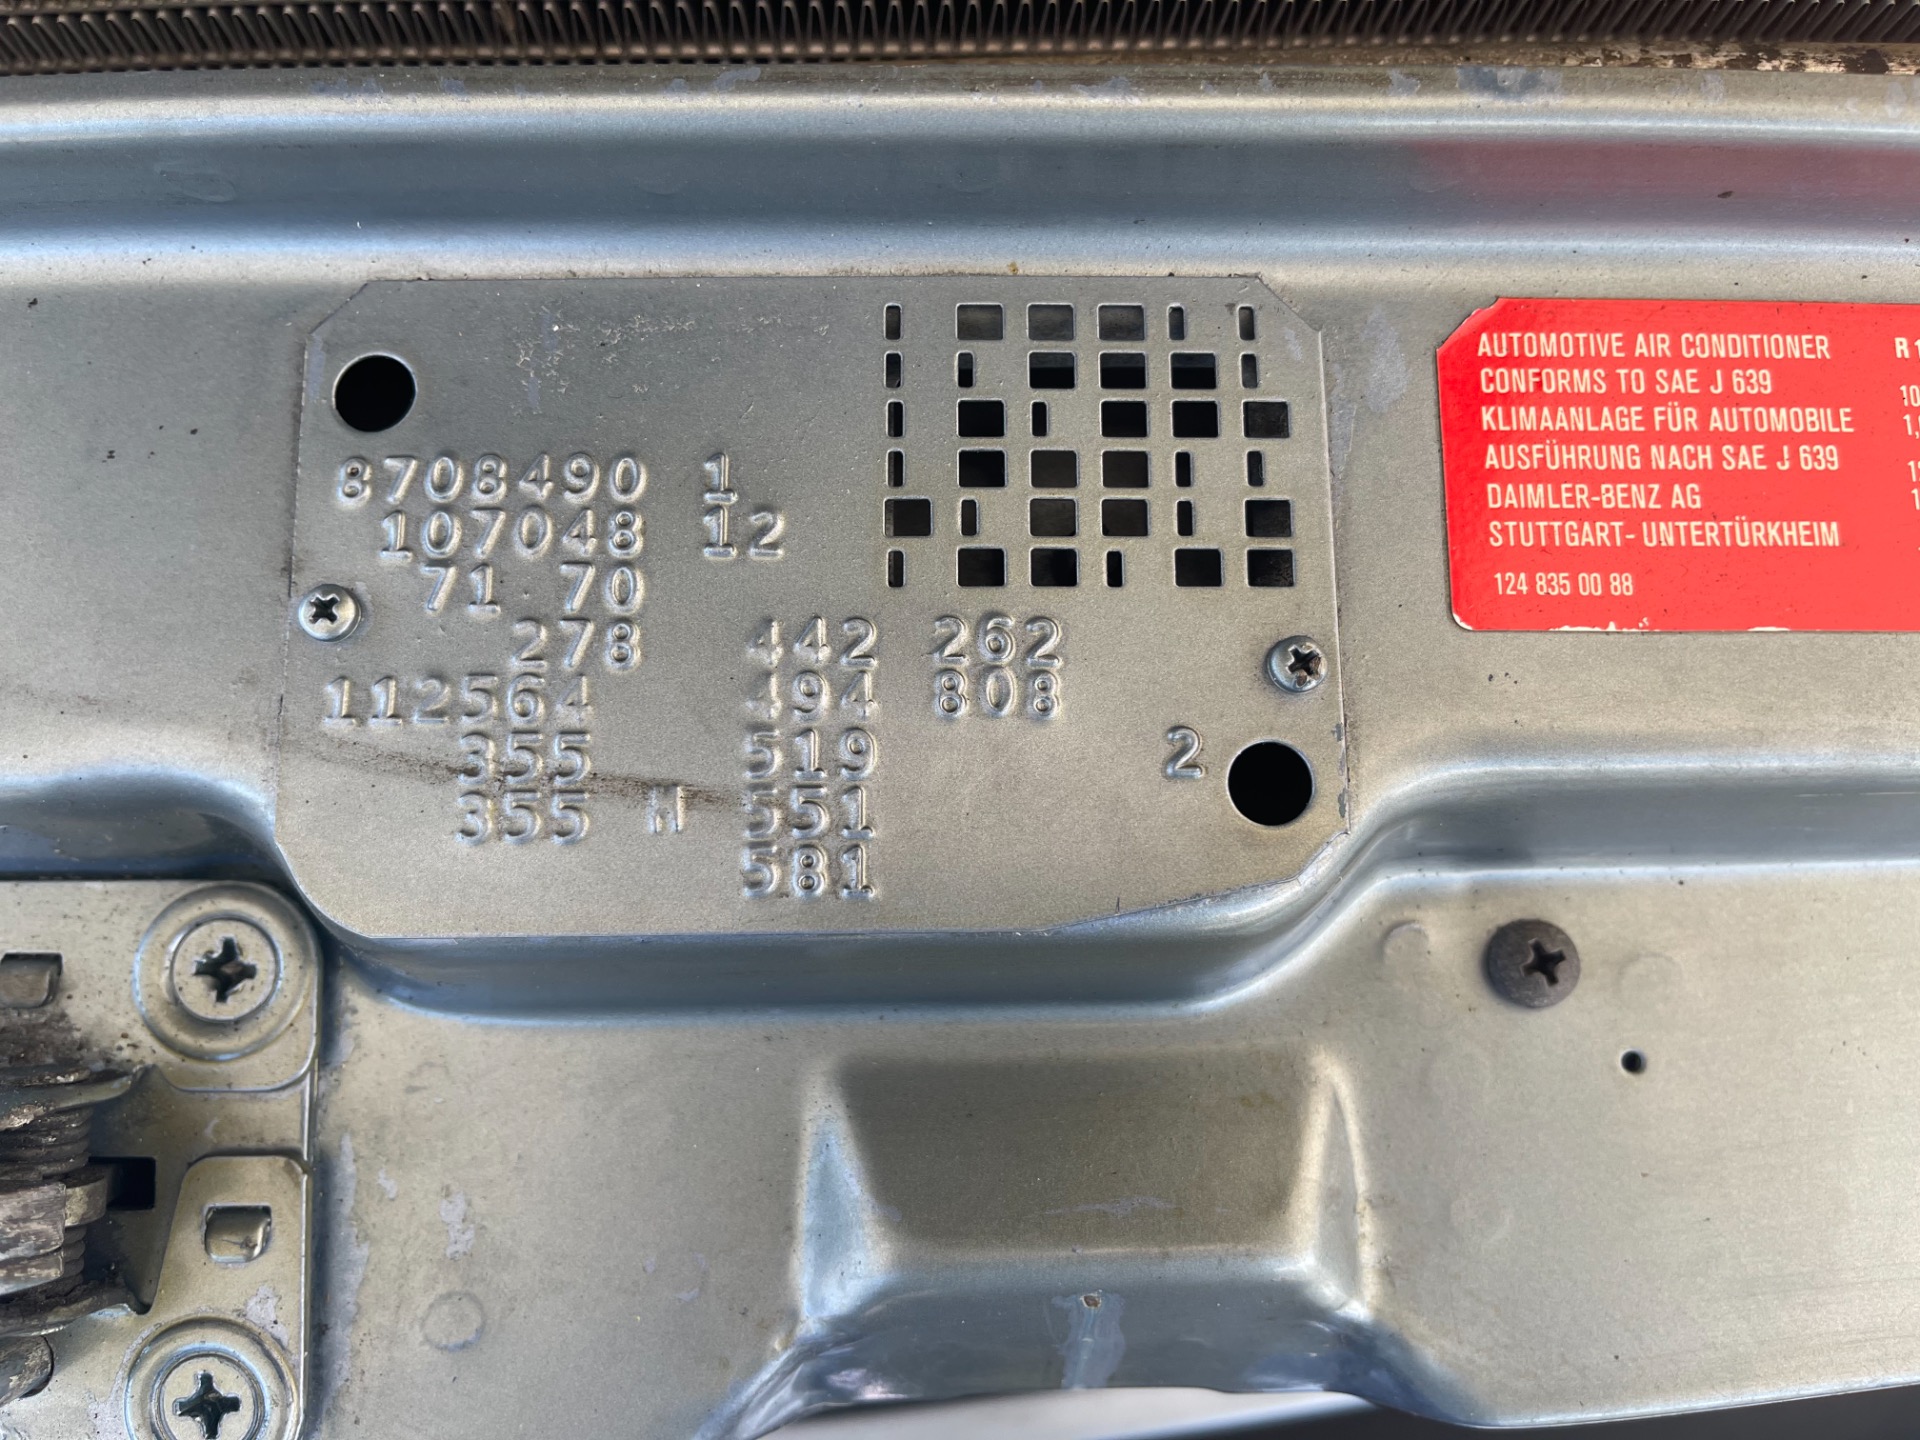 8708490 1
107048 12
71 70
278 442 262
112564 494 808
355 519
2
355 H 551
581
AUTOMOTIVE AIR CONDITIONER
CONFORMS TO SAE J 639
KLIMAANLAGE FÜR AUTOMOBILE
AUSFÜHRUNG NACH SAE J 639
DAIMLER-BENZ AG
STUTTGART- UNTERTÜRKHEIM
124 835 00 88